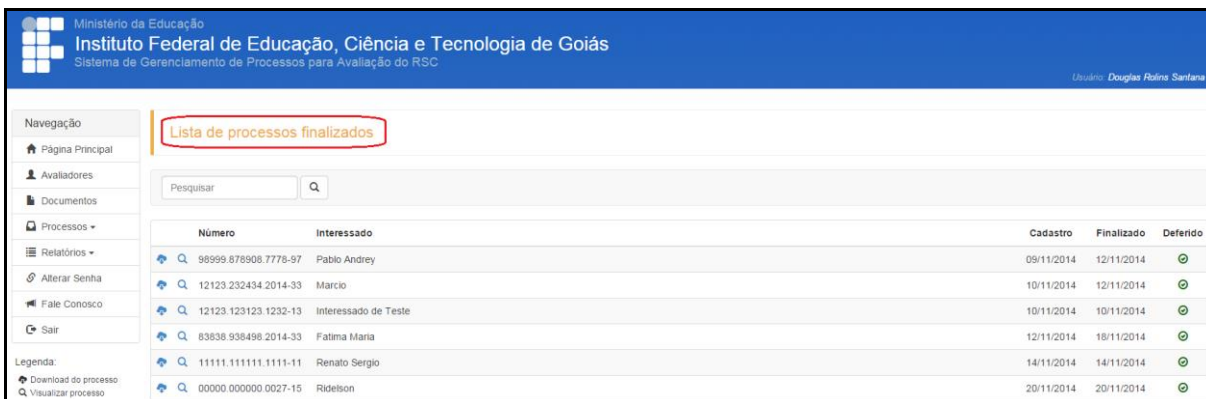 Ministério da Educação
Instituto Federal de Educação, Ciência e Tecnologia de Goiás
Sistema de Gerenciamento de Processos para Avaliação do RSC
Usuário: Douglas Rolins Santana
Navegação
Página Principal
Avaliadores
Documentos
Processos
Relatórios
Alterar Senha
Fale Conosco
Sair
Legenda:
Download do processo
Visualizar processo
Lista de processos finalizados
Pesquisar
Número Interessado Cadastro Finalizado Deferido
98999.878908.7778-97 Pablo Andrey 09/11/2014 12/11/2014
12123.232434.2014-33 Marcio 10/11/2014 12/11/2014
12123.123123.1232-13 Interessado de Teste 10/11/2014 10/11/2014
83838.938498.2014-33 Fatima Maria 12/11/2014 18/11/2014
11111.111111.1111-11 Renato Sergio 14/11/2014 14/11/2014
00000.000000.0027-15 Ridelson 20/11/2014 20/11/2014